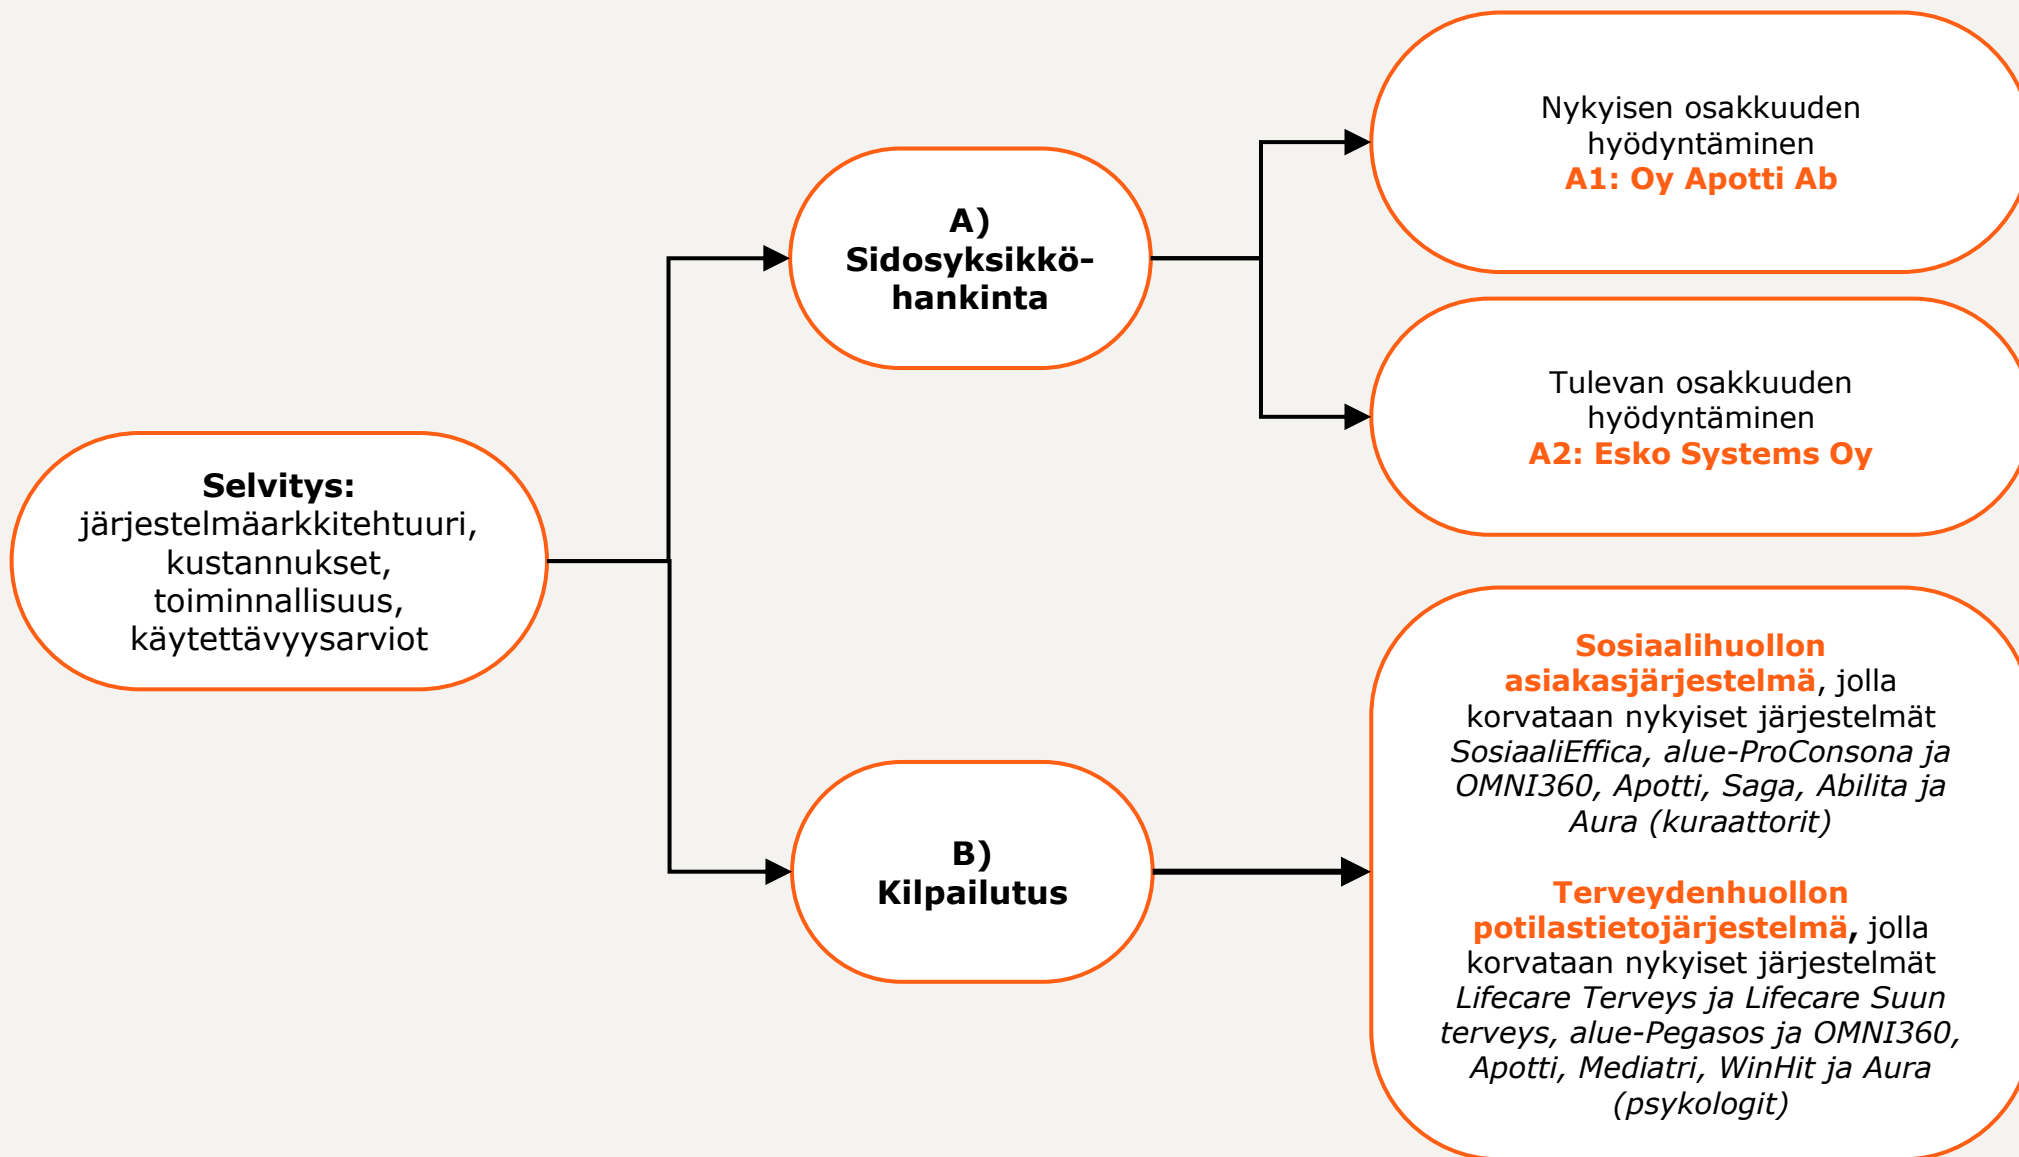 Selvitys:
järjestelmäarkkitehtuuri,
kustannukset,
toiminnallisuus,
käytettävyysarviot
A)
Sidosyksikkö-
hankinta
Nykyisen osakkuuden
hyödyntäminen
A1: Oy Apotti Ab
Tulevan osakkuuden
hyödyntäminen
A2: Esko Systems Oy
B)
Kilpailutus
Sosiaalihuollon
asiakasjärjestelmä, jolla
korvataan nykyiset järjestelmät
SosiaaliEffica, alue-ProConsona ja
OMNI360, Apotti, Saga, Abilita ja
Aura (kuraattorit)
Terveydenhuollon
potilastietojärjestelmä, jolla
korvataan nykyiset järjestelmät
Lifecare Terveys ja Lifecare Suun
terveys, alue-Pegasos ja OMNI360,
Apotti, Mediatri, WinHit ja Aura
(psykologit)